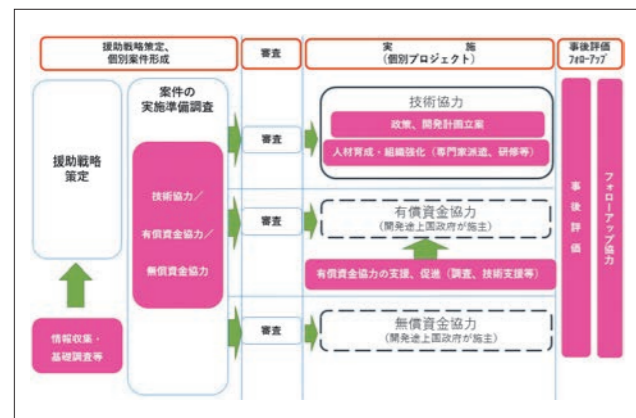 援助戦略策定、
個別案件形成
審査
実　　　施
(個別プロジェクト)
事後評価
フォローアップ
援助戦略
策定
情報収集・
基礎調査等
案件の
実施準備調査
技術協力／
有償資金協力／
無償資金協力
審査
審査
審査
技術協力
政策、開発計画立案
人材育成・組織強化（専門家派遣、研修等）
有償資金協力
(開発途上国政府が施主)
有償資金協力の支援、促進（調査、技術支援等）
無償資金協力
(開発途上国政府が施主)
事後評価
フォローアップ協力